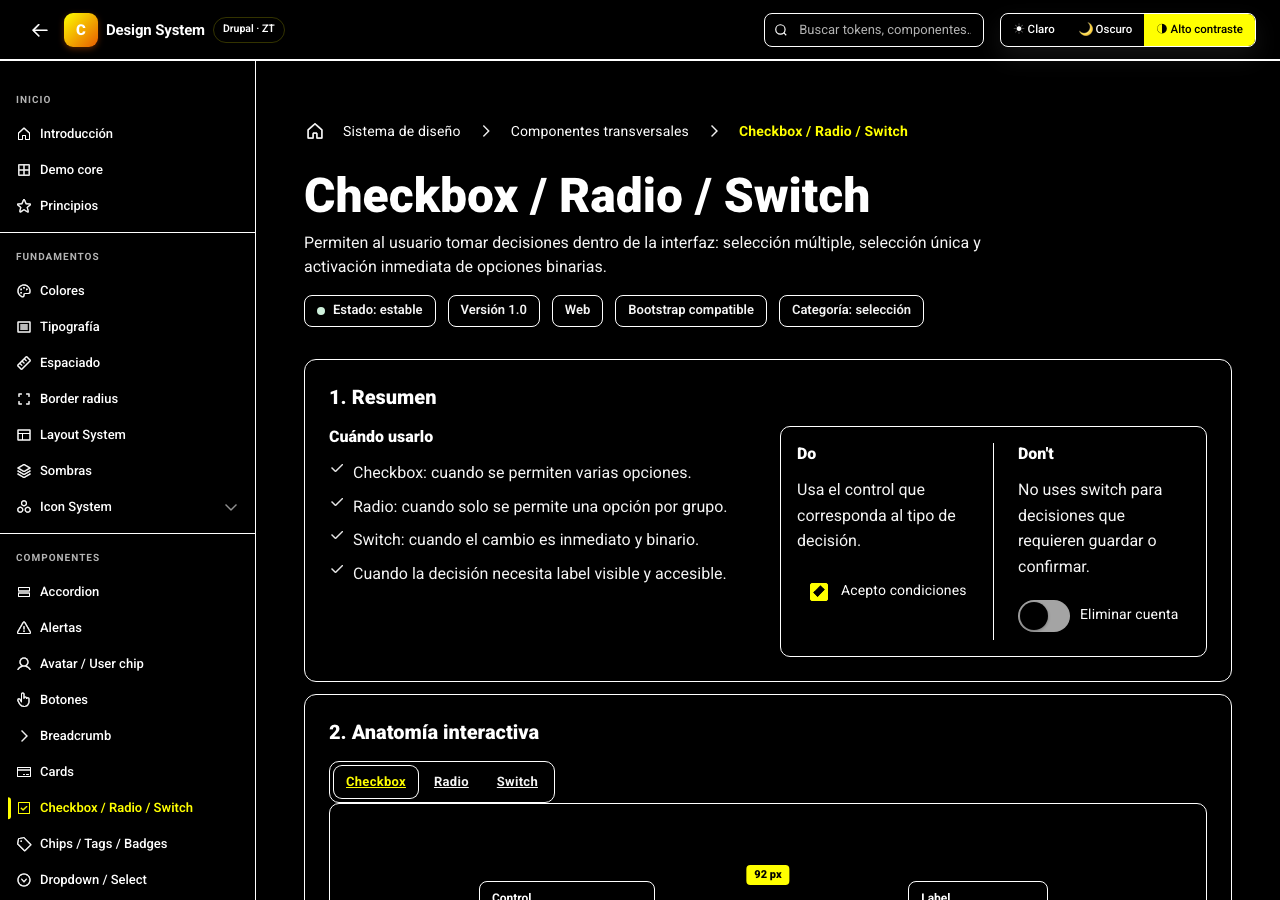 C
Design System
Drupal · ZT
Buscar tokens, componentes..
Claro
Oscuro
Alto contraste
INICIO
Introducción
Demo core
Principios
FUNDAMENTOS
Colores
Tipografía
Espaciado
Border radius
Layout System
Sombras
Icon System
COMPONENTES
Accordion
Alertas
Avatar / User chip
Botones
Breadcrumb
Cards
Checkbox / Radio / Switch
Chips / Tags / Badges
Dropdown / Select
Sistema de diseño
Componentes transversales
Checkbox / Radio / Switch
Checkbox / Radio / Switch
Permiten al usuario tomar decisiones dentro de la interfaz: selección múltiple, selección única y
activación inmediata de opciones binarias.
Estado: estable
Versión 1.0
Web
Bootstrap compatible
Categoría: selección
1. Resumen
Cuándo usarlo
Checkbox: cuando se permiten varias opciones.
Radio: cuando solo se permite una opción por grupo.
Switch: cuando el cambio es inmediato y binario.
Cuando la decisión necesita label visible y accesible.
Do
Usa el control que
corresponda al tipo de
decisión.
Acepto condiciones
Don't
No uses switch para
decisiones que
requieren guardar o
confirmar.
Eliminar cuenta
2. Anatomía interactiva
Checkbox
Radio
Switch
92 px
Control
Label